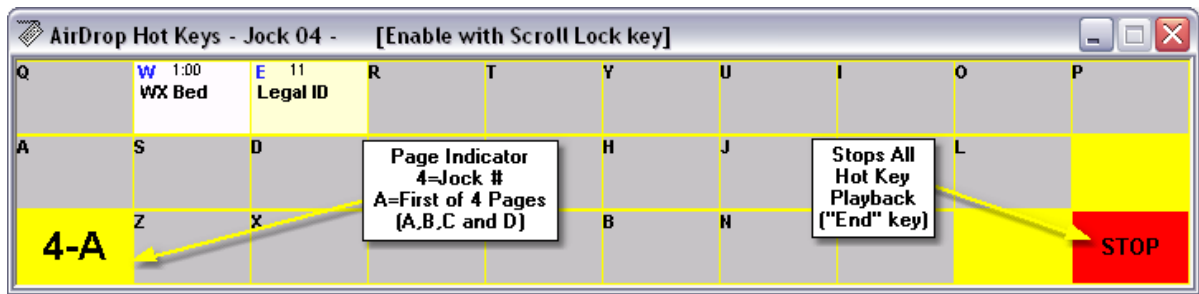 AirDrop Hot Keys - Jock 04 - [Enable with Scroll Lock key]
Q W 1:00 E 11 R T Y U I O P
WX Bed Legal ID
A S D H J L
Page Indicator
4=Jock #
A=First of 4 Pages
(A,B,C and D)
Stops All
Hot Key
Playback
("End" key)
Z X B N
4-A
STOP